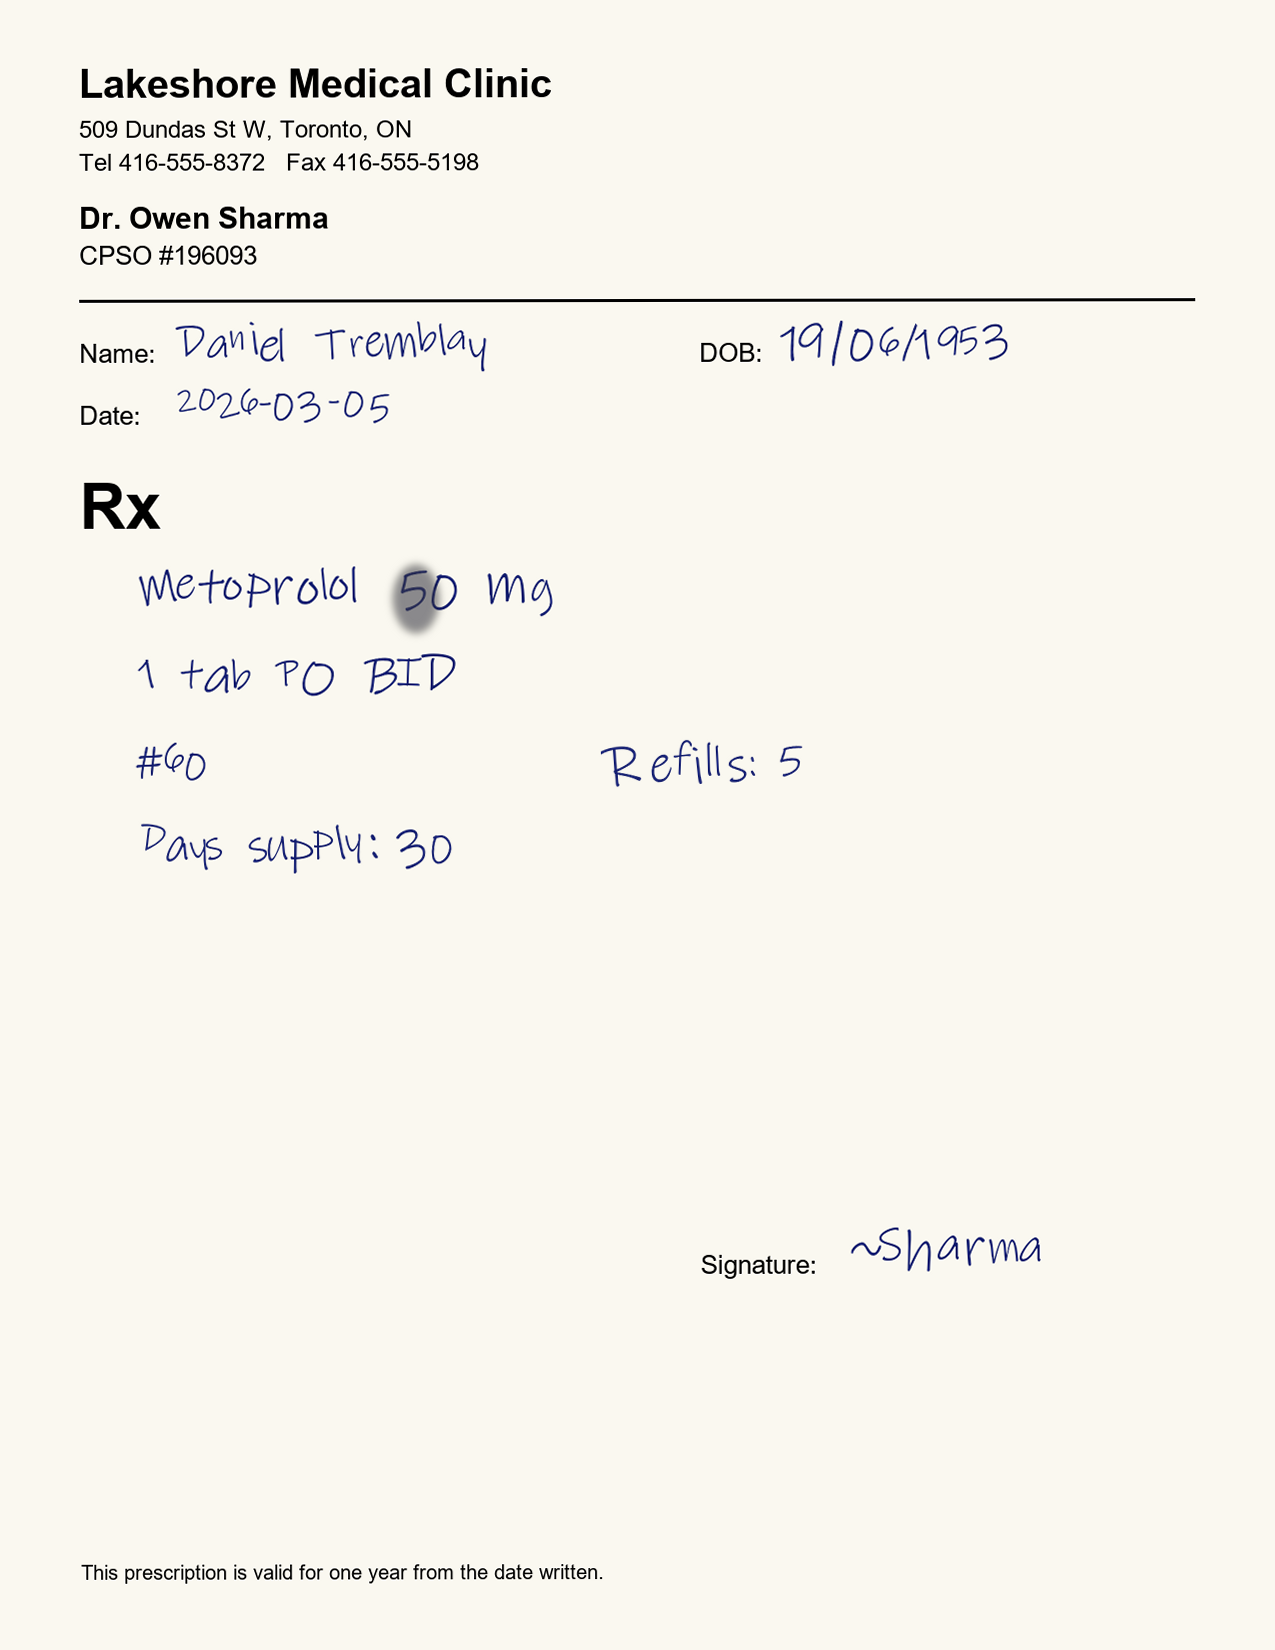 Lakeshore Medical Clinic
509 Dundas St W, Toronto, ON
Tel 416-555-8372 Fax 416-555-5198
Dr. Owen Sharma
CPSO #196093
Name: Daniel Tremblay DOB: 19/06/1953
Date: 2026-03-05
Rx
Metoprolol 50 mg
1 tab PO BID
#60 Refills: 5
Days supply: 30
Signature: ~Sharma
This prescription is valid for one year from the date written.